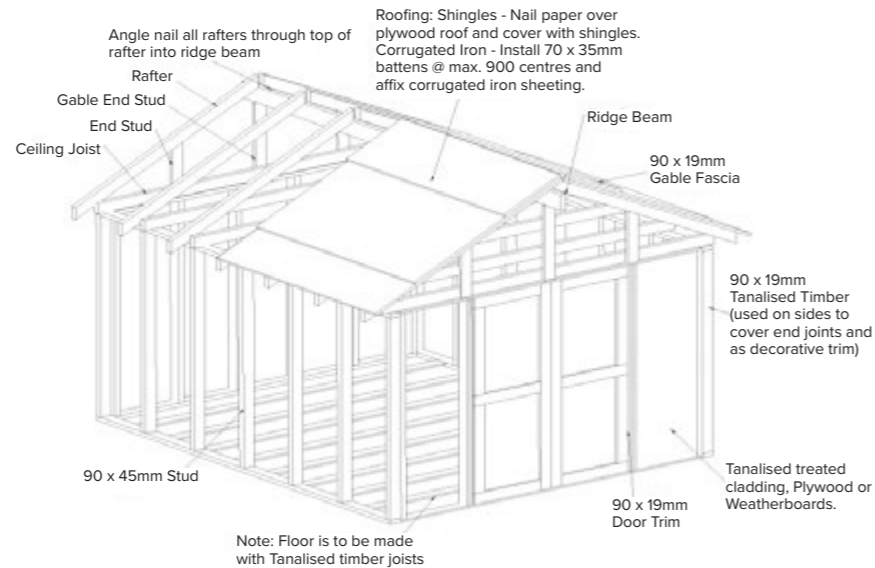 Roofing: Shingles - Nail paper over
plywood roof and cover with shingles.
Corrugated Iron - Install 70 x 35mm
battens @ max. 900 centres and
affix corrugated iron sheeting.
Angle nail all rafters through top of
rafter into ridge beam
Rafter
Gable End Stud
End Stud
Ceiling Joist
Ridge Beam
90 x 19mm
Gable Fascia
90 x 19mm
Tanalised Timber
(used on sides to
cover end joints and
as decorative trim)
90 x 45mm Stud
Tanalised treated
cladding, Plywood or
Weatherboards.
90 x 19mm
Door Trim
Note: Floor is to be made
with Tanalised timber joists